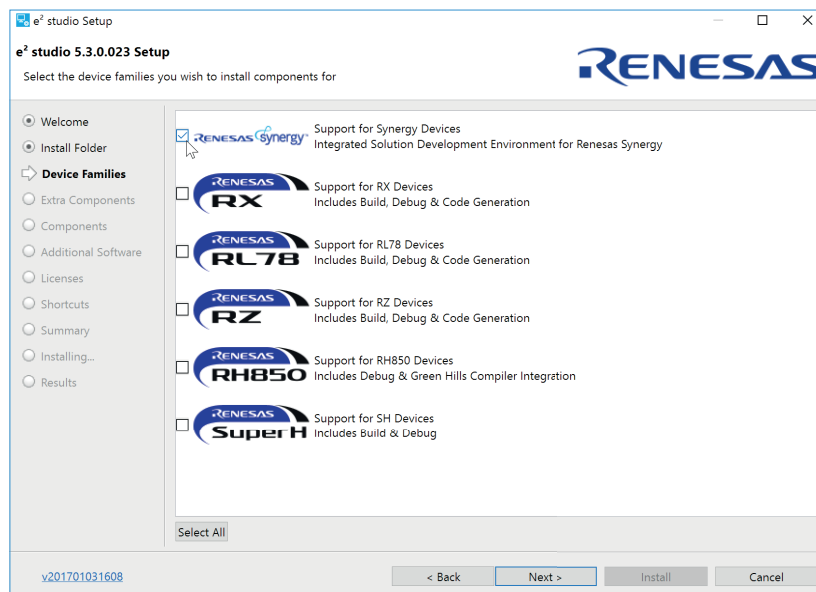 e² studio Setup
e² studio 5.3.0.023 Setup
Select the device families you wish to install components for
RENESAS
Welcome
Install Folder
Device Families
Extra Components
Components
Additional Software
Licenses
Shortcuts
Summary
Installing...
Results
RENESAS synergy
Support for Synergy Devices
Integrated Solution Development Environment for Renesas Synergy
RENESAS
RX
Support for RX Devices
Includes Build, Debug & Code Generation
RENESAS
RL78
Support for RL78 Devices
Includes Build, Debug & Code Generation
RENESAS
RZ
Support for RZ Devices
Includes Build, Debug & Code Generation
RENESAS
RH850
Support for RH850 Devices
Includes Debug & Green Hills Compiler Integration
RENESAS
SuperH
Support for SH Devices
Includes Build & Debug
Select All
v201701031608
< Back
Next >
Install
Cancel